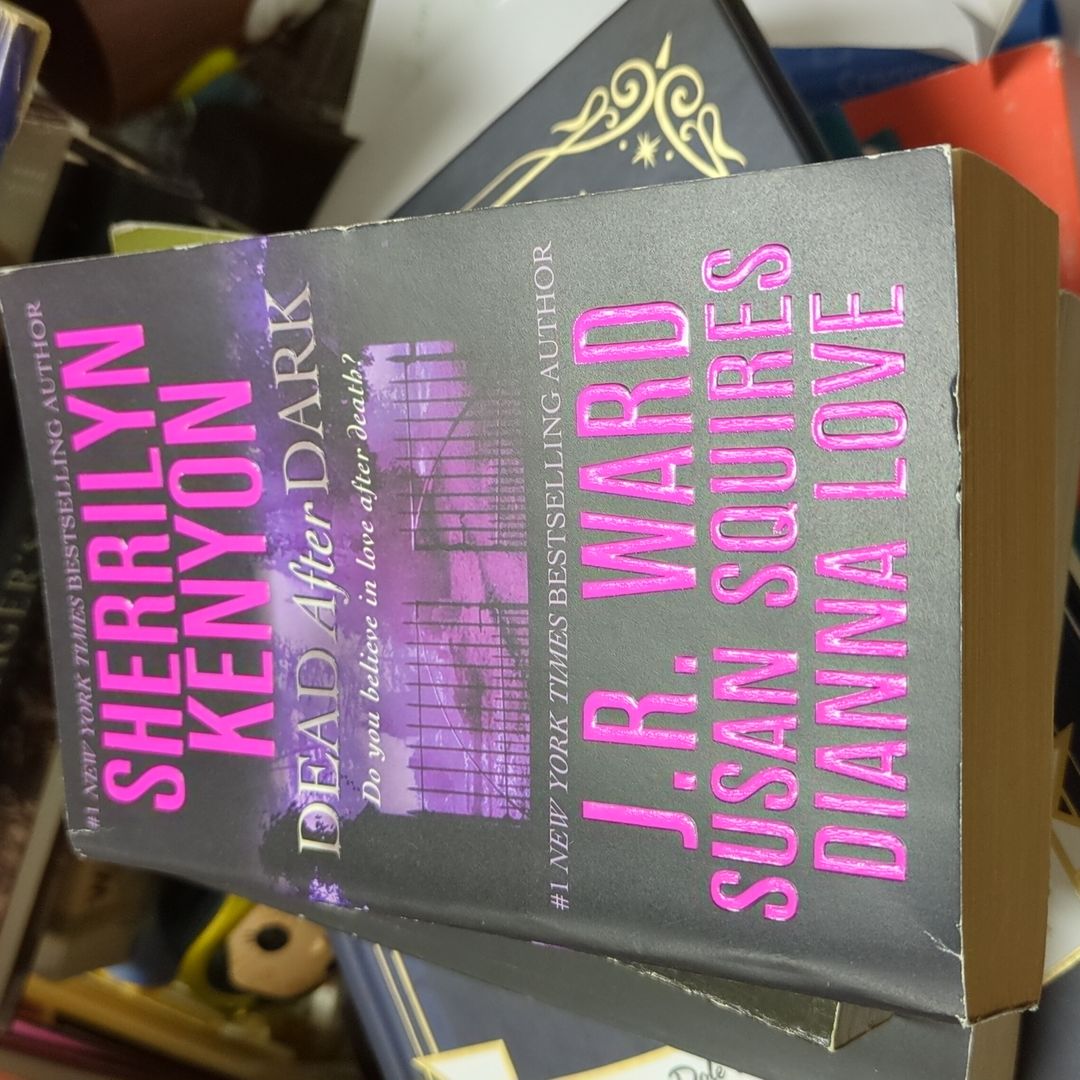 #1 NEW YORK TIMES BESTSELLING AUTHOR
SHERRILYN
KENYON
DEAD After DARK
Do you believe in love after death?
#1 NEW YORK TIMES BESTSELLING AUTHOR
J.R. WARD
SUSAN SQUIRES
DIANNA LOVE
Dole